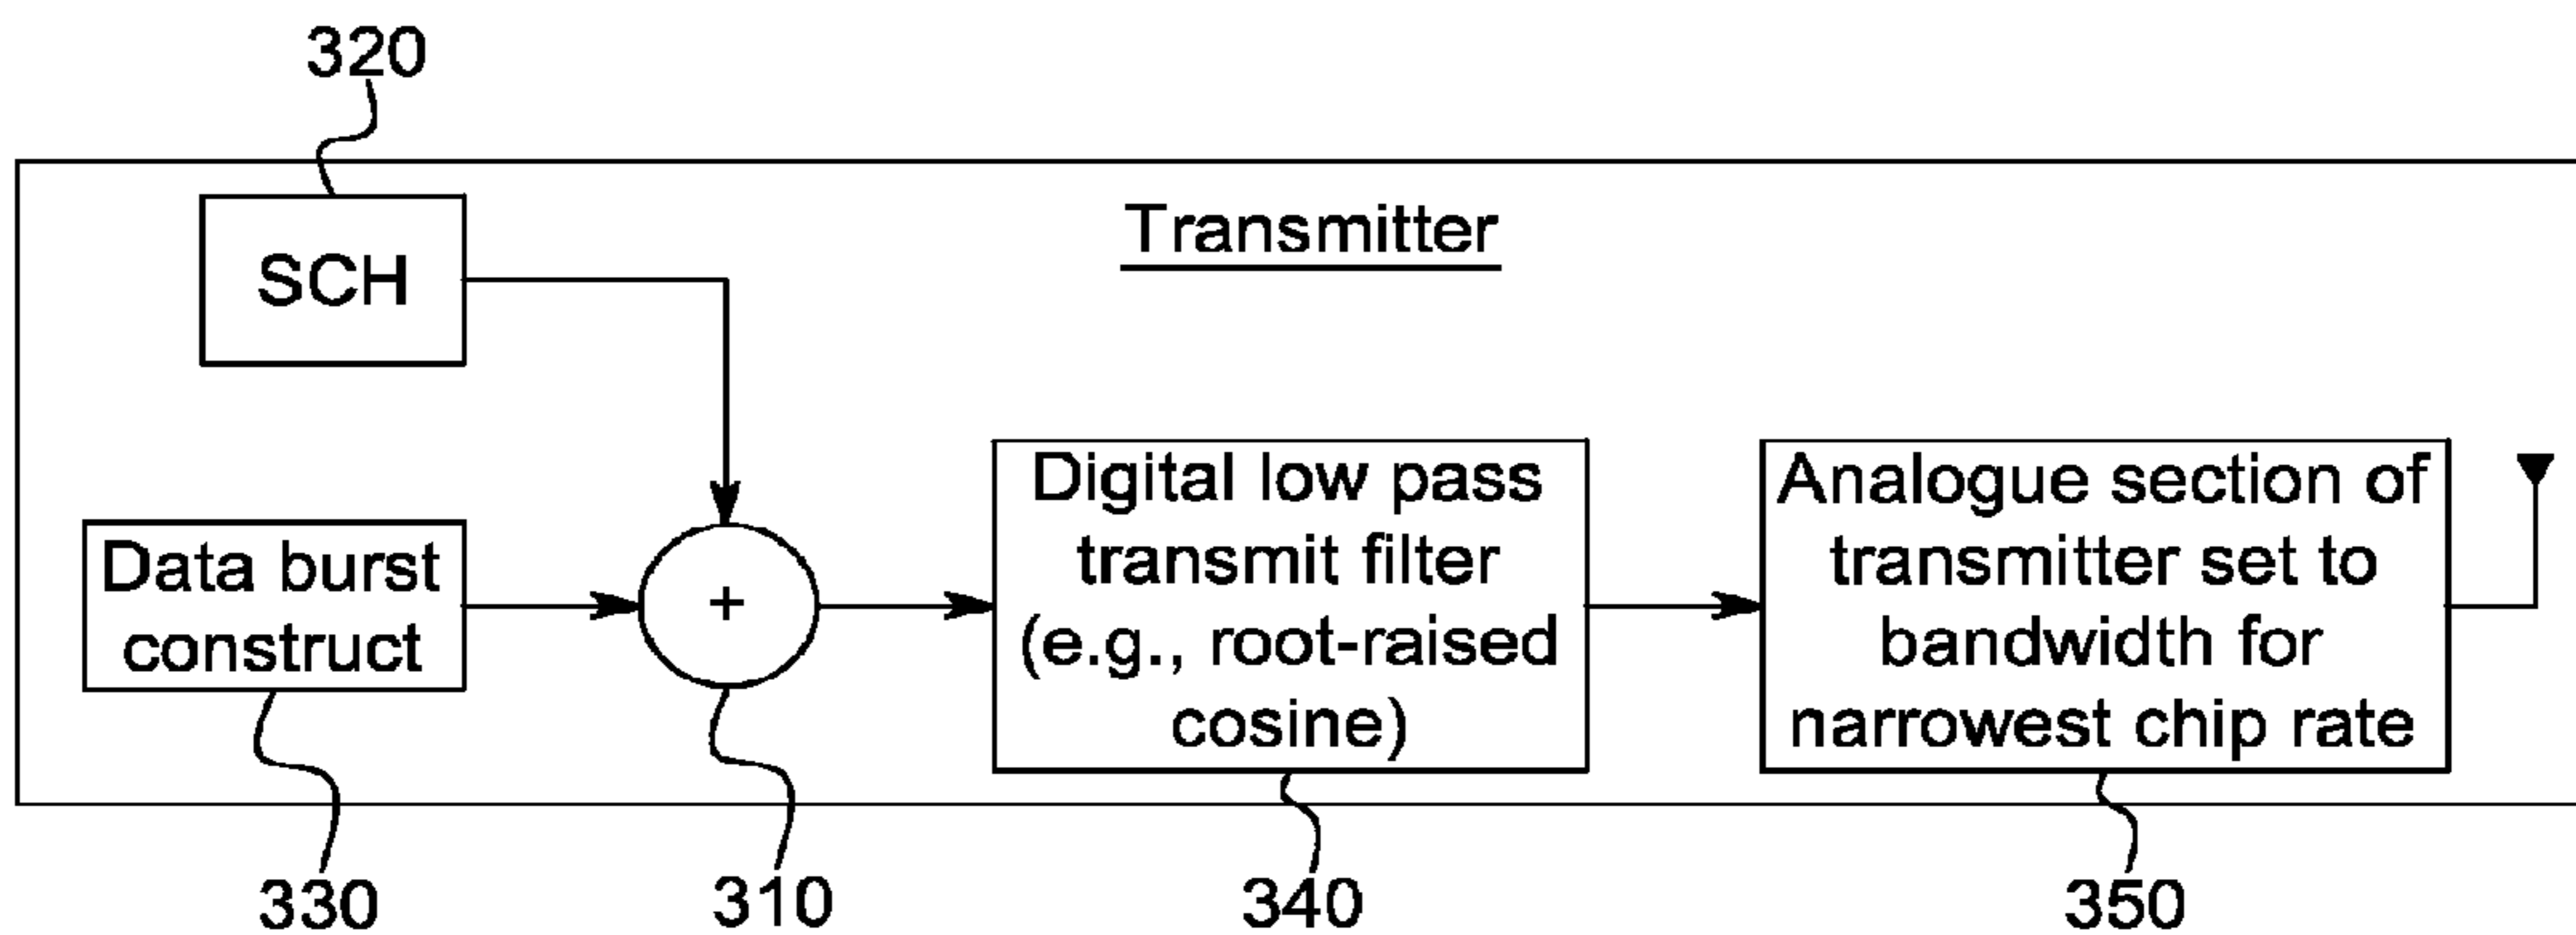 320
Transmitter
SCH
Data burst
construct
+
Digital low pass
transmit filter
(e.g., root-raised
cosine)
Analogue section of
transmitter set to
bandwidth for
narrowest chip rate
330
310
340
350